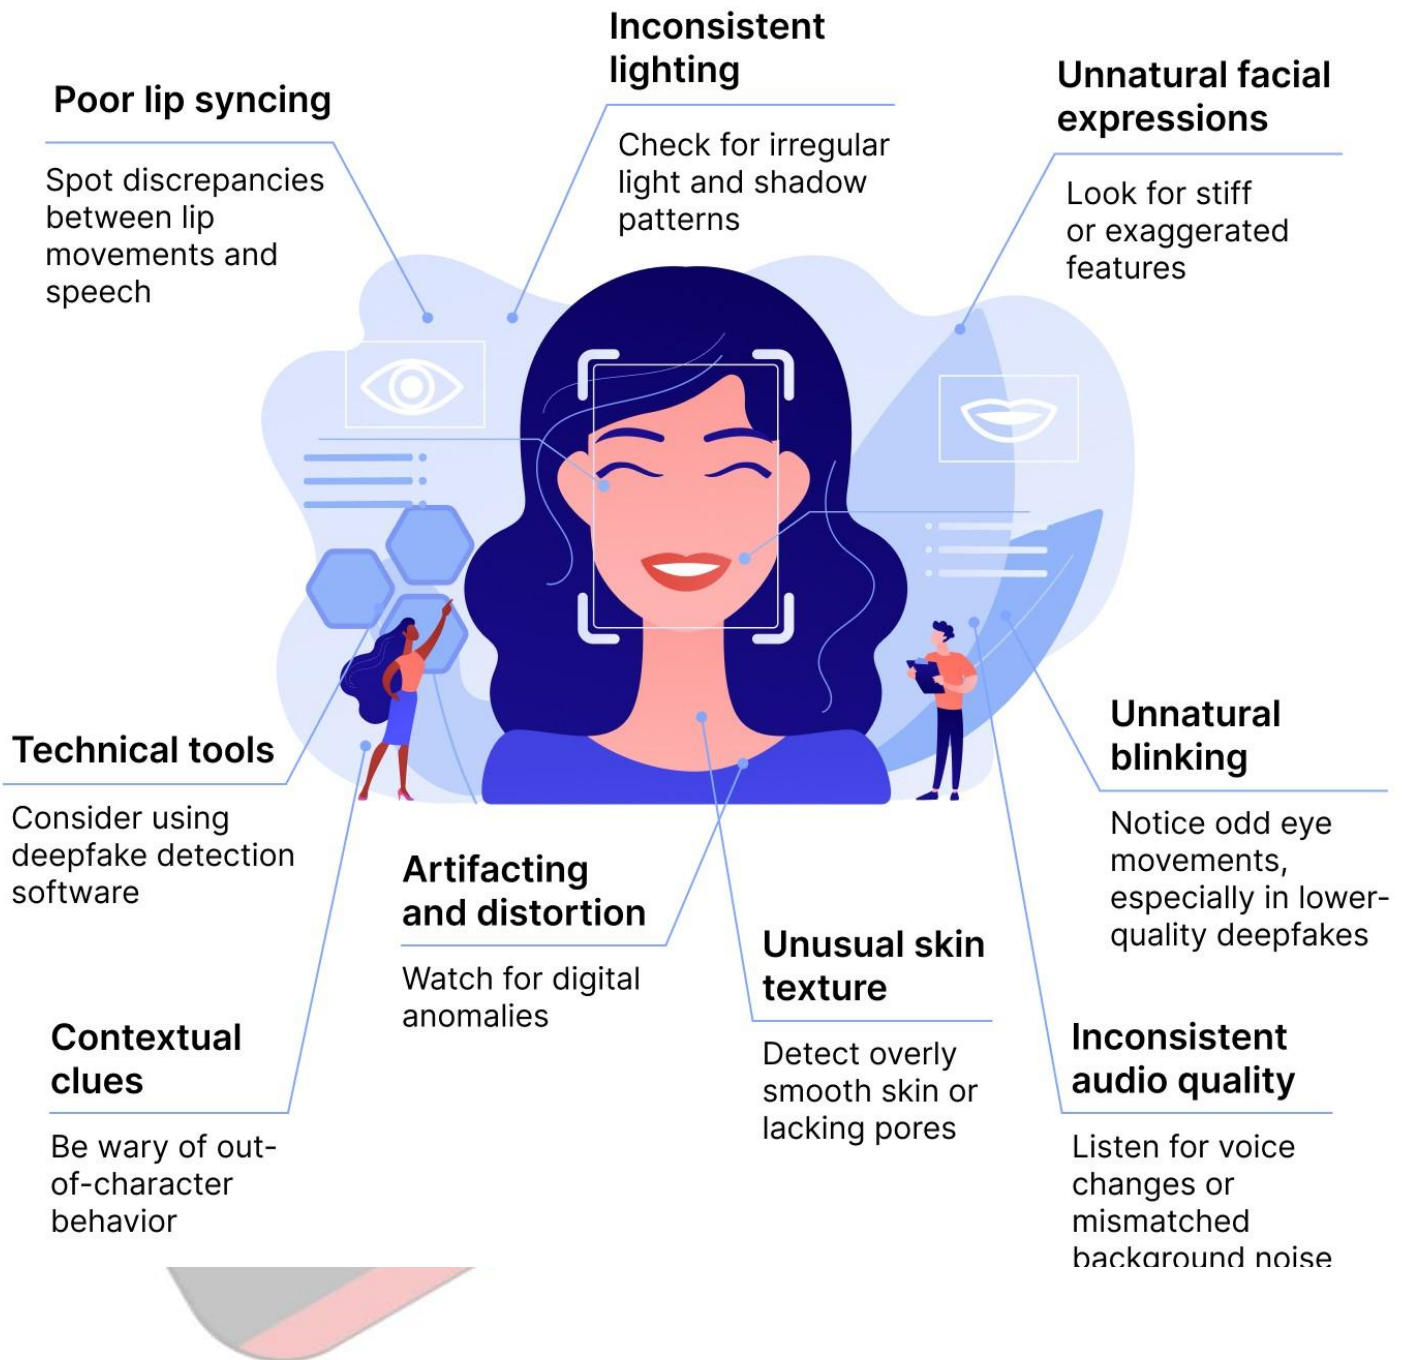 Poor lip syncing
Spot discrepancies
between lip
movements and
speech
Inconsistent
lighting
Check for irregular
light and shadow
patterns
Unnatural facial
expressions
Look for stiff
or exaggerated
features
Technical tools
Consider using
deepfake detection
software
Unnatural
blinking
Notice odd eye
movements,
especially in lower-
quality deepfakes
Artifacting
and distortion
Watch for digital
anomalies
Unusual skin
texture
Detect overly
smooth skin or
lacking pores
Contextual
clues
Be wary of out-
of-character
behavior
Inconsistent
audio quality
Listen for voice
changes or
mismatched
background noise